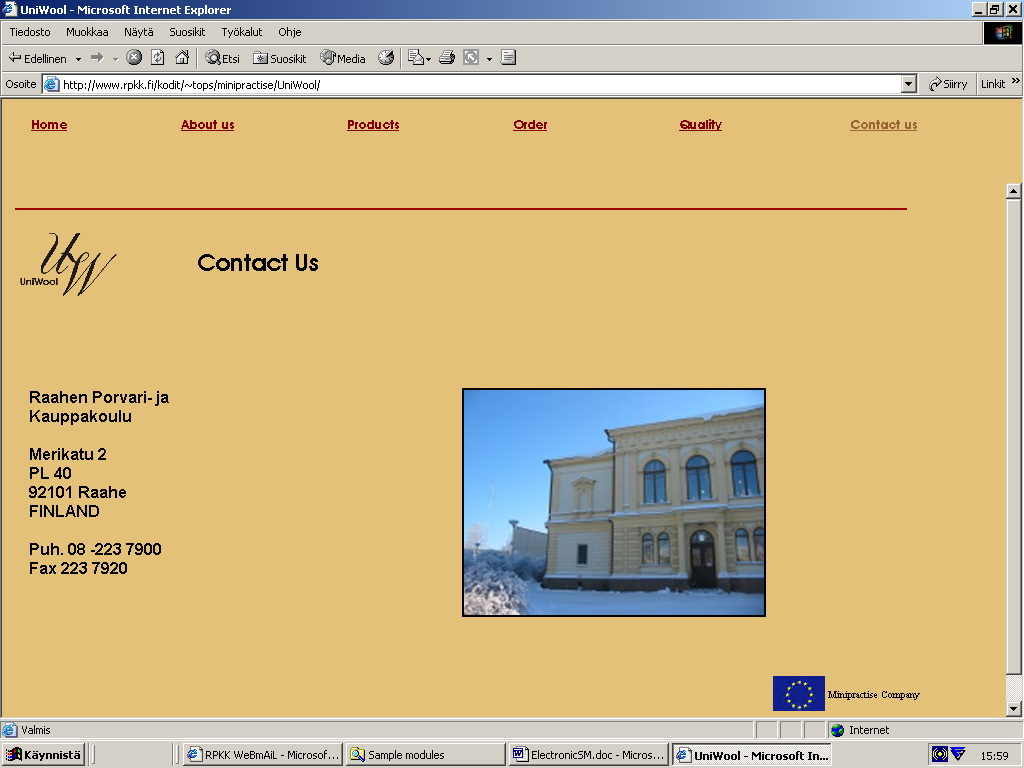 UniWool - Microsoft Internet Explorer
Tiedosto Muokkaa Näytä Suosikit Työkalut Ohje
Edellinen Etsi Suosikit Media
Osoite http://www.rpkk.fi/kodit/~tops/minipractise/UniWool/ Siirry Linkit »
Home About us Products Order Quality Contact us
UW
UniWool
Contact Us
Raahen Porvari- ja
Kauppakoulu
Merikatu 2
PL 40
92101 Raahe
FINLAND
Puh. 08 -223 7900
Fax 223 7920
Minipractise Company
Valmis Internet
Käynnistä RPKK WeBmAiL - Microsof... Sample modules ElectronicSM.doc - Micros... UniWool - Microsoft In... 15:59